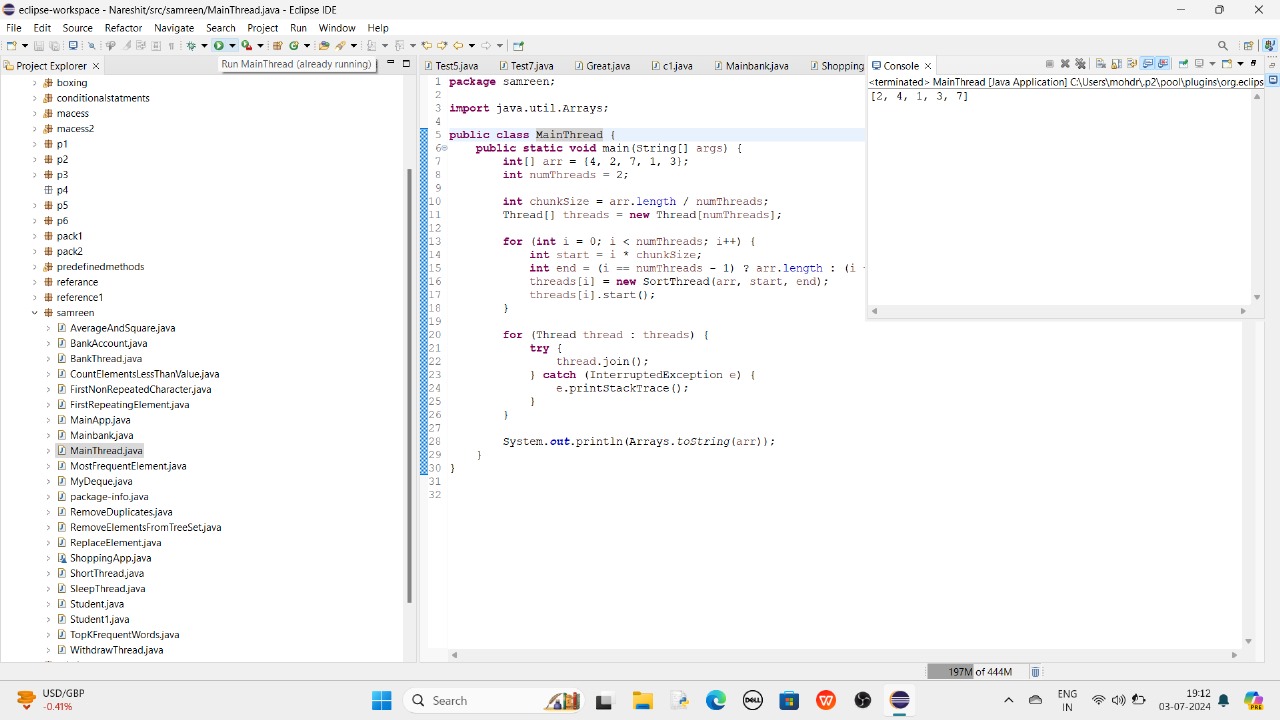 eclipse-workspace - Nareshit/src/samreen/MainThread.java - Eclipse IDE
File Edit Source Refactor Navigate Search Project Run Window Help
Project Explorer
Run MainThread (already running)
Test5.java Test7.java Great.java c1.java Mainbank.java Shopping
Console
boxing
conditionalstatments
macess
macess2
p1
p2
p3
p4
p5
p6
pack1
pack2
predefinedmethods
referance
reference1
samreen
AverageAndSquare.java
BankAccount.java
BankThread.java
CountElementsLessThanValue.java
FirstNonRepeatedCharacter.java
FirstRepeatingElement.java
MainApp.java
Mainbank.java
MainThread.java
MostFrequentElement.java
MyDeque.java
package-info.java
RemoveDuplicates.java
RemoveElementsFromTreeSet.java
ReplaceElement.java
ShoppingApp.java
ShortThread.java
SleepThread.java
Student.java
Student1.java
TopKFrequentWords.java
WithdrawThread.java
1 package samreen;
2
3 import java.util.Arrays;
4
5 public class MainThread {
6 public static void main(String[] args) {
7 int[] arr = {4, 2, 7, 1, 3};
8 int numThreads = 2;
9
10 int chunkSize = arr.length / numThreads;
11 Thread[] threads = new Thread[numThreads];
12
13 for (int i = 0; i < numThreads; i++) {
14 int start = i * chunkSize;
15 int end = (i == numThreads - 1) ? arr.length : (i
16 threads[i] = new SortThread(arr, start, end);
17 threads[i].start();
18 }
19
20 for (Thread thread : threads) {
21 try {
22 thread.join();
23 } catch (InterruptedException e) {
24 e.printStackTrace();
25 }
26 }
27
28 System.out.println(Arrays.toString(arr));
29 }
30 }
31
32
<terminated> MainThread [Java Application] C:\Users\mohdr\.p2\pool\plugins\org.eclips
[2, 4, 1, 3, 7]
197M of 444M
USD/GBP
-0.41%
Search
DELL
W
ENG
IN
19:12
03-07-2024
PRE